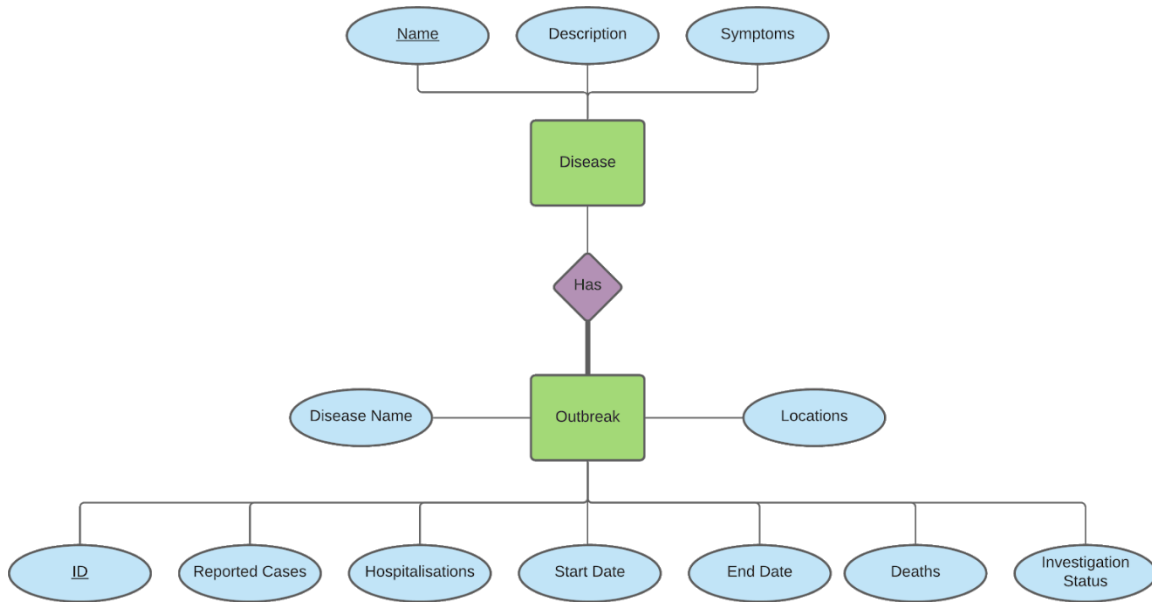 Name
Description
Symptoms
Disease
Has
Disease Name
Outbreak
Locations
ID
Reported Cases
Hospitalisations
Start Date
End Date
Deaths
Investigation
Status